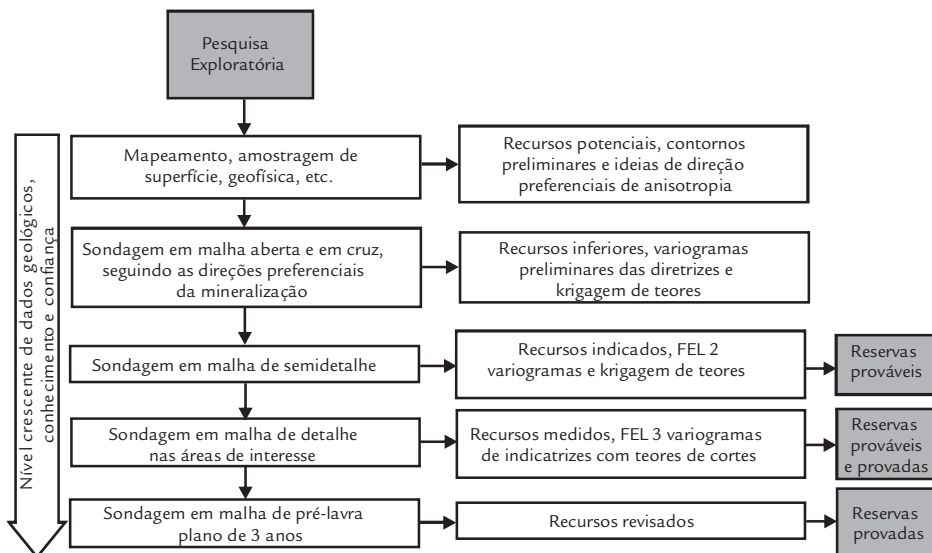 Pesquisa
Exploratória
Mapeamento, amostragem de
superfície, geofísica, etc.
Recursos potenciais, contornos
preliminares e ideias de direção
preferenciais de anisotropia
Sondagem em malha aberta e em cruz,
seguindo as direções preferenciais
da mineralização
Recursos inferiores, variogramas
preliminares das diretrizes e
krigagem de teores
Sondagem em malha de semidetalhe
Recursos indicados, FEL 2
variogramas e krigagem de teores
Reservas
prováveis
Sondagem em malha de detalhe
nas áreas de interesse
Recursos medidos, FEL 3 variogramas
de indicatrizes com teores de cortes
Reservas
prováveis
e provadas
Sondagem em malha de pré-lavra
plano de 3 anos
Recursos revisados
Reservas
provadas
Nível crescente de dados geológicos,
conhecimento e confiança